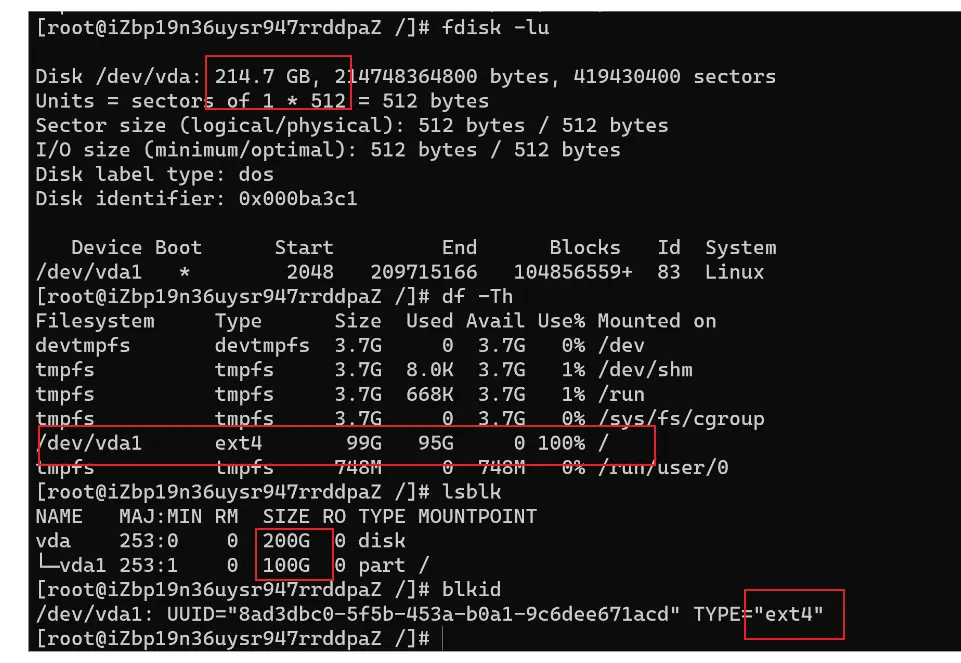 [root@iZbp19n36uysr947rrddpaZ /]# fdisk -lu
Disk /dev/vda: 214.7 GB, 214748364800 bytes, 419430400 sectors
Units = sectors of 1 * 512 = 512 bytes
Sector size (logical/physical): 512 bytes / 512 bytes
I/O size (minimum/optimal): 512 bytes / 512 bytes
Disk label type: dos
Disk identifier: 0x000ba3c1
Device Boot Start End Blocks Id System
/dev/vda1 * 2048 209715166 104856559+ 83 Linux
[root@iZbp19n36uysr947rrddpaZ /]# df -Th
Filesystem Type Size Used Avail Use% Mounted on
devtmpfs devtmpfs 3.7G 0 3.7G 0% /dev
tmpfs tmpfs 3.7G 8.0K 3.7G 1% /dev/shm
tmpfs tmpfs 3.7G 668K 3.7G 1% /run
tmpfs tmpfs 3.7G 0 3.7G 0% /sys/fs/cgroup
/dev/vda1 ext4 99G 95G 0 100% /
tmpfs tmpfs 748M 0 748M 0% /run/user/0
[root@iZbp19n36uysr947rrddpaZ /]# lsblk
NAME MAJ:MIN RM SIZE RO TYPE MOUNTPOINT
vda 253:0 0 200G 0 disk
└─vda1 253:1 0 100G 0 part /
[root@iZbp19n36uysr947rrddpaZ /]# blkid
/dev/vda1: UUID="8ad3dbc0-5f5b-453a-b0a1-9c6dee671acd" TYPE="ext4"
[root@iZbp19n36uysr947rrddpaZ /]#